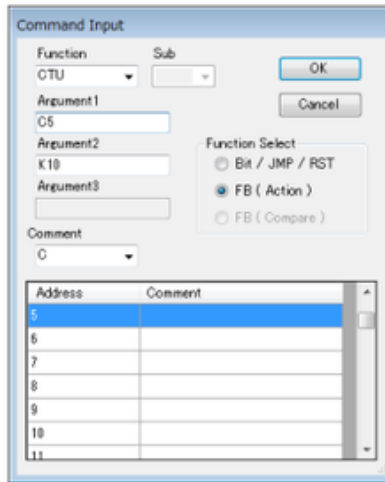 Command Input
Function Sub
CTU
OK
Argument1
Cancel
C5
Argument2
Function Select
K10
Bit / JMP / RST
Argument3
FB ( Action )
FB ( Compare )
Comment
C
Address Comment
5
6
7
8
9
10
11